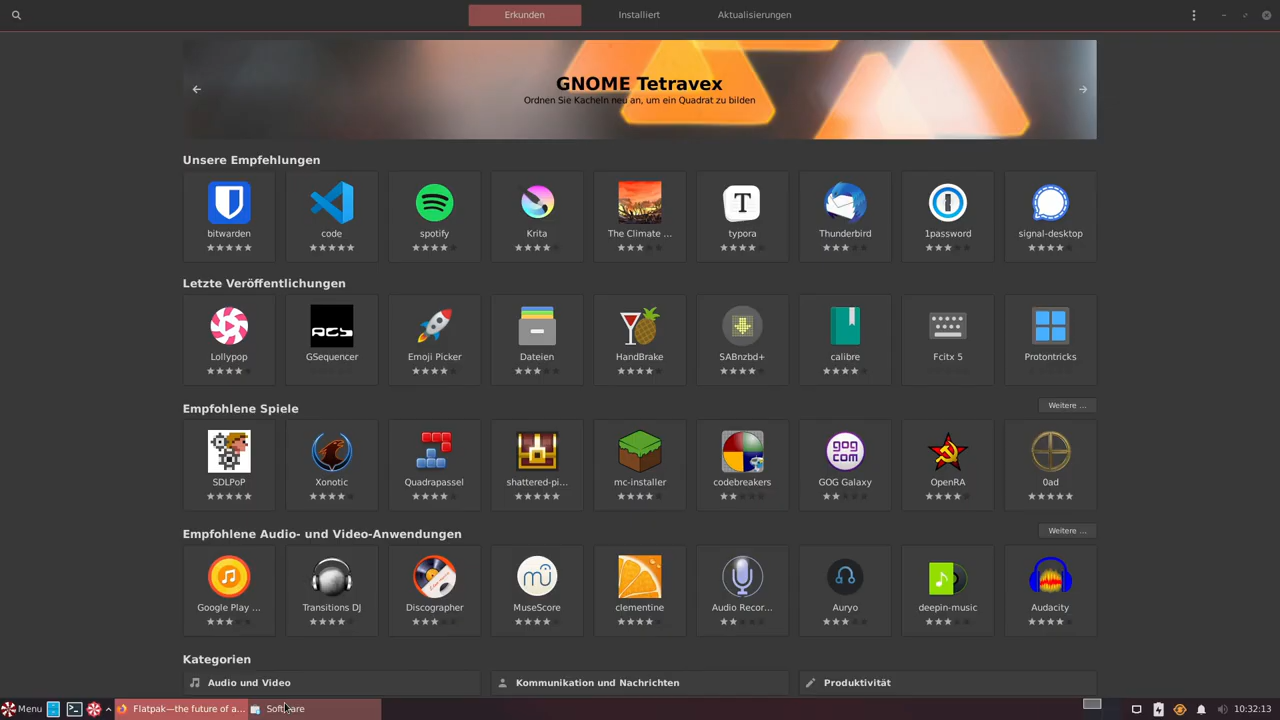 Erkunden Installiert Aktualisierungen
GNOME Tetravex
Ordnen Sie Kacheln neu an, um ein Quadrat zu bilden
Unsere Empfehlungen
bitwarden code spotify Krita The Climate ... typora Thunderbird 1password signal-desktop
Letzte Veröffentlichungen
AGS
Lollypop GSequencer Emoji Picker Dateien HandBrake SABnzbd+ calibre Fcitx 5 Protontricks
Empfohlene Spiele Weitere ...
GOG COM
SDLPoP Xonotic Quadrapassel shattered-pi... mc-installer codebreakers GOG Galaxy OpenRA 0ad
Empfohlene Audio- und Video-Anwendungen Weitere ...
Google Play ... Transitions DJ Discographer MuseScore clementine Audio Recor... Auryo deepin-music Audacity
Kategorien
Audio und Video Kommunikation und Nachrichten Produktivität
Menu Flatpak—the future of a... Software 10:32:13